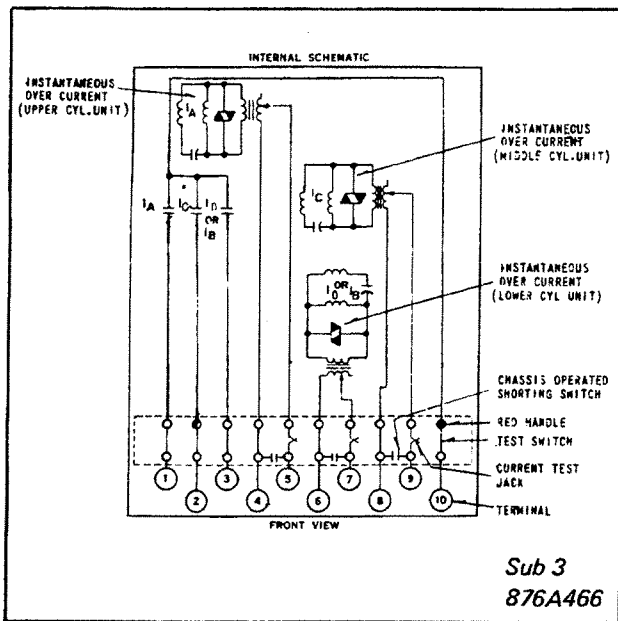 INTERNAL SCHEMATIC
INSTANTANEOUS
OVER CURRENT
(UPPER CYL.UNIT)
IA
INSTANTANEOUS
OVER CURRENT
(MIDDLE CYL.UNIT)
IC
IA
IC
IO
OR
IB
IO OR IB
INSTANTANEOUS
OVER CURRENT
(LOWER CYL UNIT)
CHASSIS OPERATED
SHORTING SWITCH
RED HANDLE
TEST SWITCH
CURRENT TEST
JACK
TERMINAL
1
2
3
4
5
6
7
8
9
10
FRONT VIEW
Sub 3
876A466